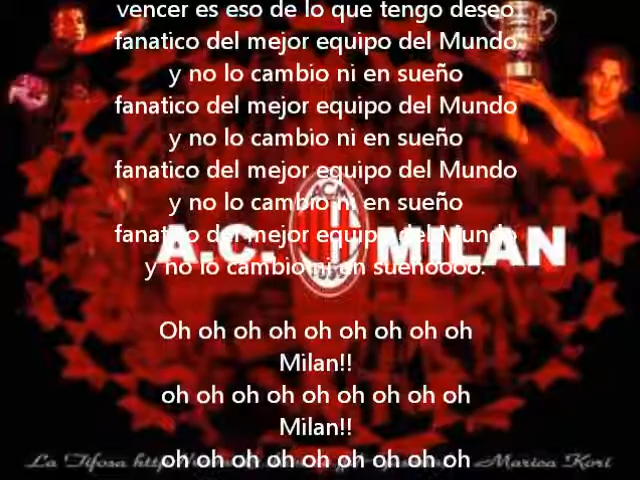 vencer es eso de lo que tengo deseo
fanatico del mejor equipo del Mundo
y no lo cambio ni en sueño
fanatico del mejor equipo del Mundo
y no lo cambio ni en sueño
fanatico del mejor equipo del Mundo
y no lo cambio ni en sueño
fanatico del mejor equipo del Mundo
y no lo cambio ni en sueñoooo.
ACM
A.C. MILAN
Oh oh oh oh oh oh oh oh oh
Milan!!
oh oh oh oh oh oh oh oh oh
Milan!!
oh oh oh oh oh oh oh oh oh
La Tifosa Marica Kori